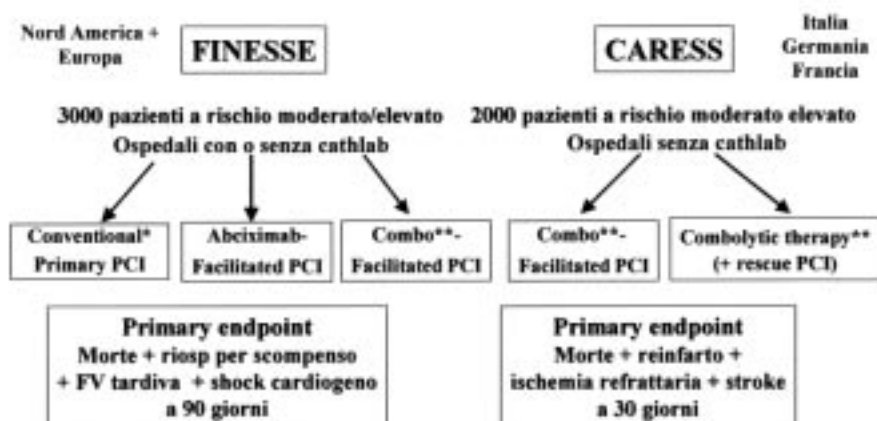 Nord America +
Europa
FINESSE
3000 pazienti a rischio moderato/elevato
Ospedali con o senza cathlab
Conventional*
Primary PCI
Abciximab-
Facilitated PCI
Combo**-
Facilitated PCI
Primary endpoint
Morte + riosp per scompenso
+ FV tardiva + shock cardiogeno
a 90 giorni
CARESS
Italia
Germania
Francia
2000 pazienti a rischio moderato elevato
Ospedali senza cathlab
Combo**-
Facilitated PCI
Combolytic therapy**
(+ rescue PCI)
Primary endpoint
Morte + reinfarto +
ischemia refrattaria + stroke
a 30 giorni